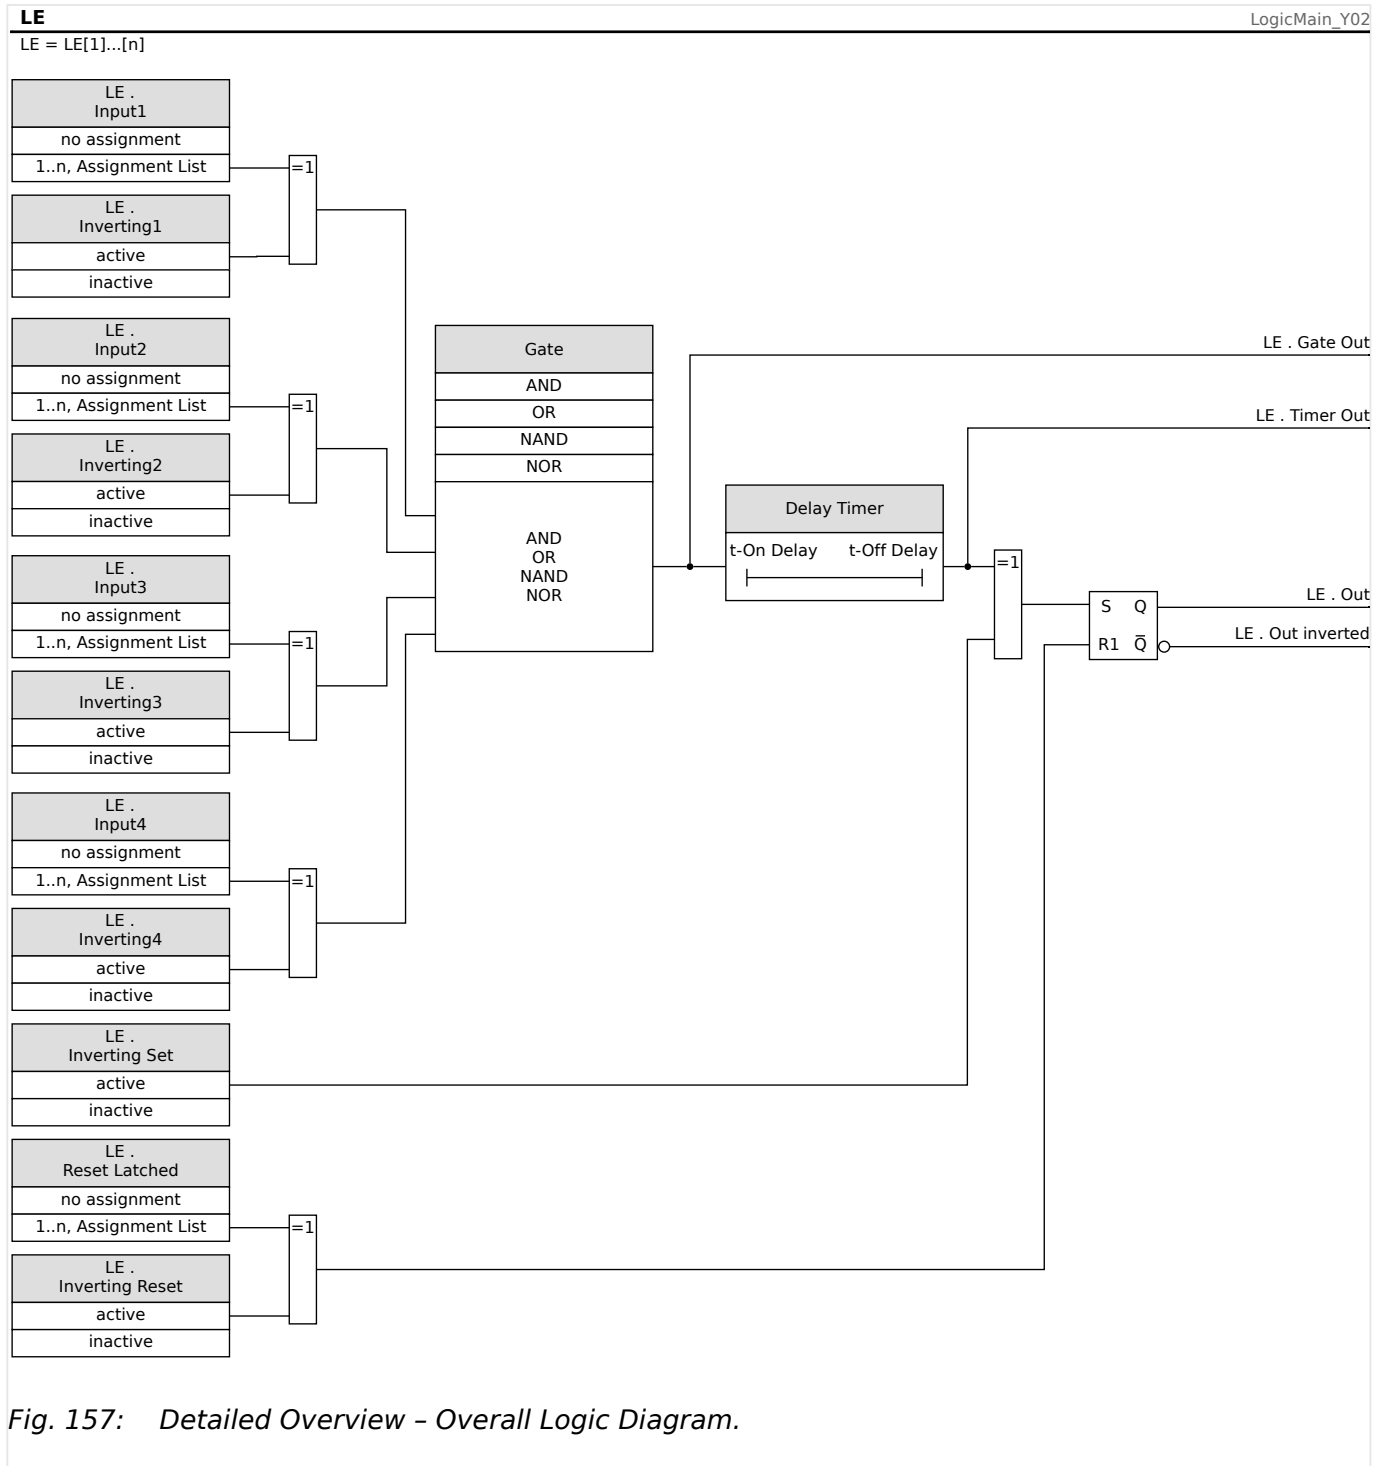 LE
LogicMain_Y02
LE = LE[1]...[n]
LE .
Input1
no assignment
1..n, Assignment List
=1
LE .
Inverting1
active
inactive
LE .
Input2
no assignment
1..n, Assignment List
=1
LE .
Inverting2
active
inactive
LE .
Input3
no assignment
1..n, Assignment List
=1
LE .
Inverting3
active
inactive
LE .
Input4
no assignment
1..n, Assignment List
=1
LE .
Inverting4
active
inactive
LE .
Inverting Set
active
inactive
LE .
Reset Latched
no assignment
1..n, Assignment List
=1
LE .
Inverting Reset
active
inactive
Gate
AND
OR
NAND
NOR
AND
OR
NAND
NOR
Delay Timer
t-On Delay t-Off Delay
=1
S Q
R1 Q̅
LE . Gate Out
LE . Timer Out
LE . Out
LE . Out inverted
Fig. 157: Detailed Overview – Overall Logic Diagram.